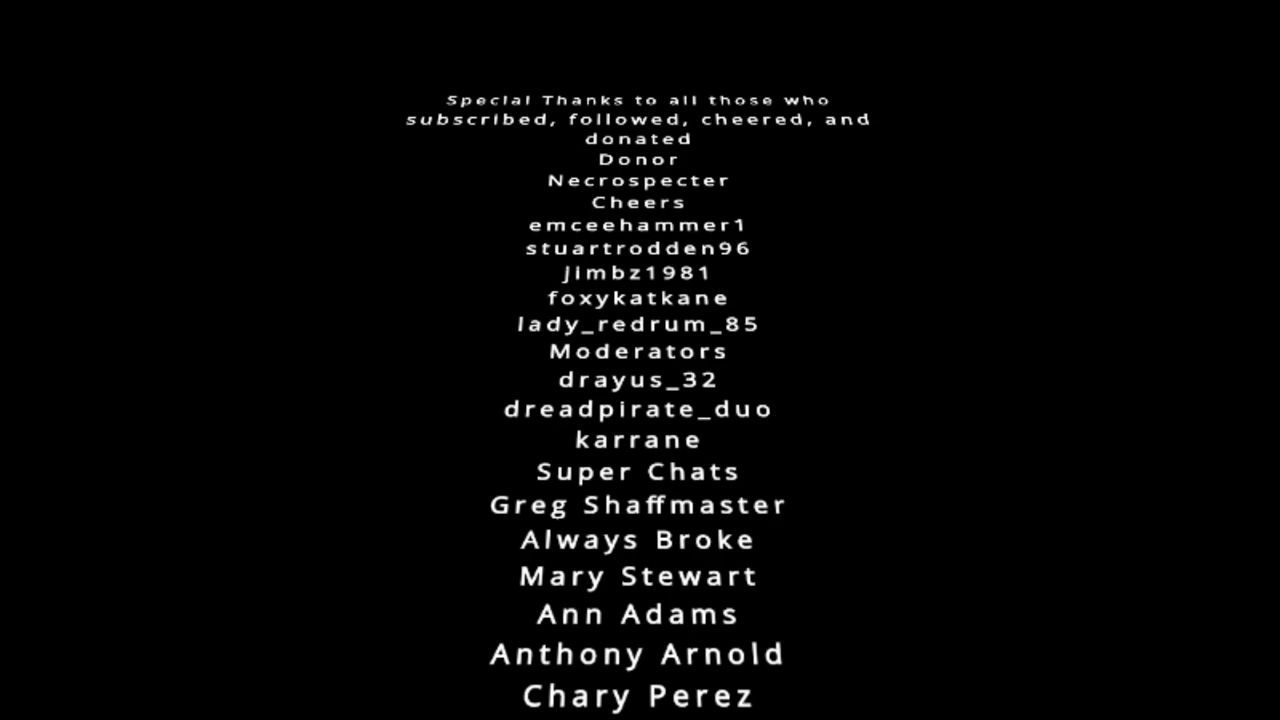 Special Thanks to all those who
subscribed, followed, cheered, and
donated
Donor
Necrospecter
Cheers
emceehammer1
stuartrodden96
jimbz1981
foxykatkane
lady_redrum_85
Moderators
drayus_32
dreadpirate_duo
karrane
Super Chats
Greg Shaffmaster
Always Broke
Mary Stewart
Ann Adams
Anthony Arnold
Chary Perez